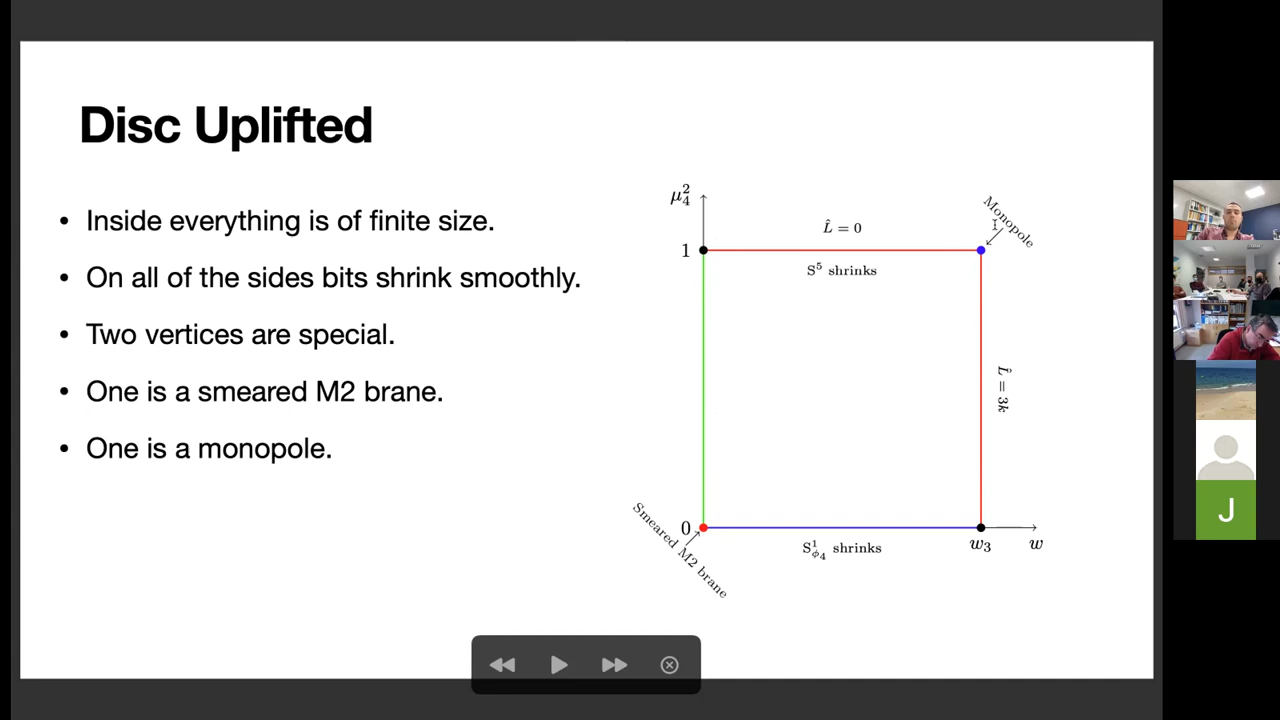 Disc Uplifted
• Inside everything is of finite size.
• On all of the sides bits shrink smoothly.
• Two vertices are special.
• One is a smeared M2 brane.
• One is a monopole.
μ₄²
1
L̂ = 0
S⁵ shrinks
Monopole
L̂ = 3k
0
Smeared M2 brane
S¹_ϕ₄ shrinks
w₃
w
J